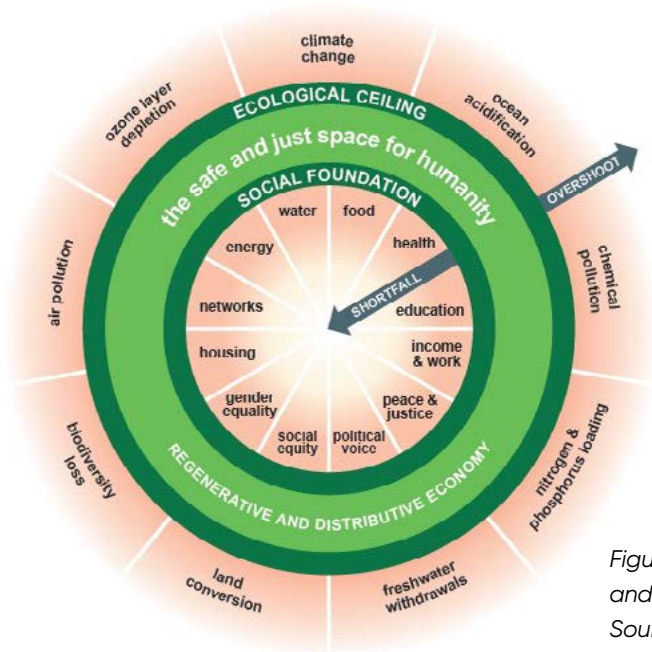 climate
change
ocean
acidification
chemical
pollution
nitrogen &
phosphorus loading
freshwater
withdrawals
land
conversion
biodiversity
loss
air pollution
ozone layer
depletion
ECOLOGICAL CEILING
the safe and just space for humanity
SOCIAL FOUNDATION
OVERSHOOT
SHORTFALL
water
food
health
education
income
& work
peace &
justice
political
voice
social
equity
gender
equality
housing
networks
energy
REGENERATIVE AND DISTRIBUTIVE ECONOMY
and